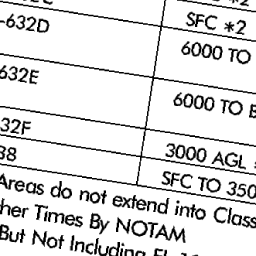 SFC *2
-632D
6000 TO
632E
6000 TO
32F
3000 AGL
38
SFC TO 350
Areas do not extend into Class
her Times By NOTAM
But Not Including FL